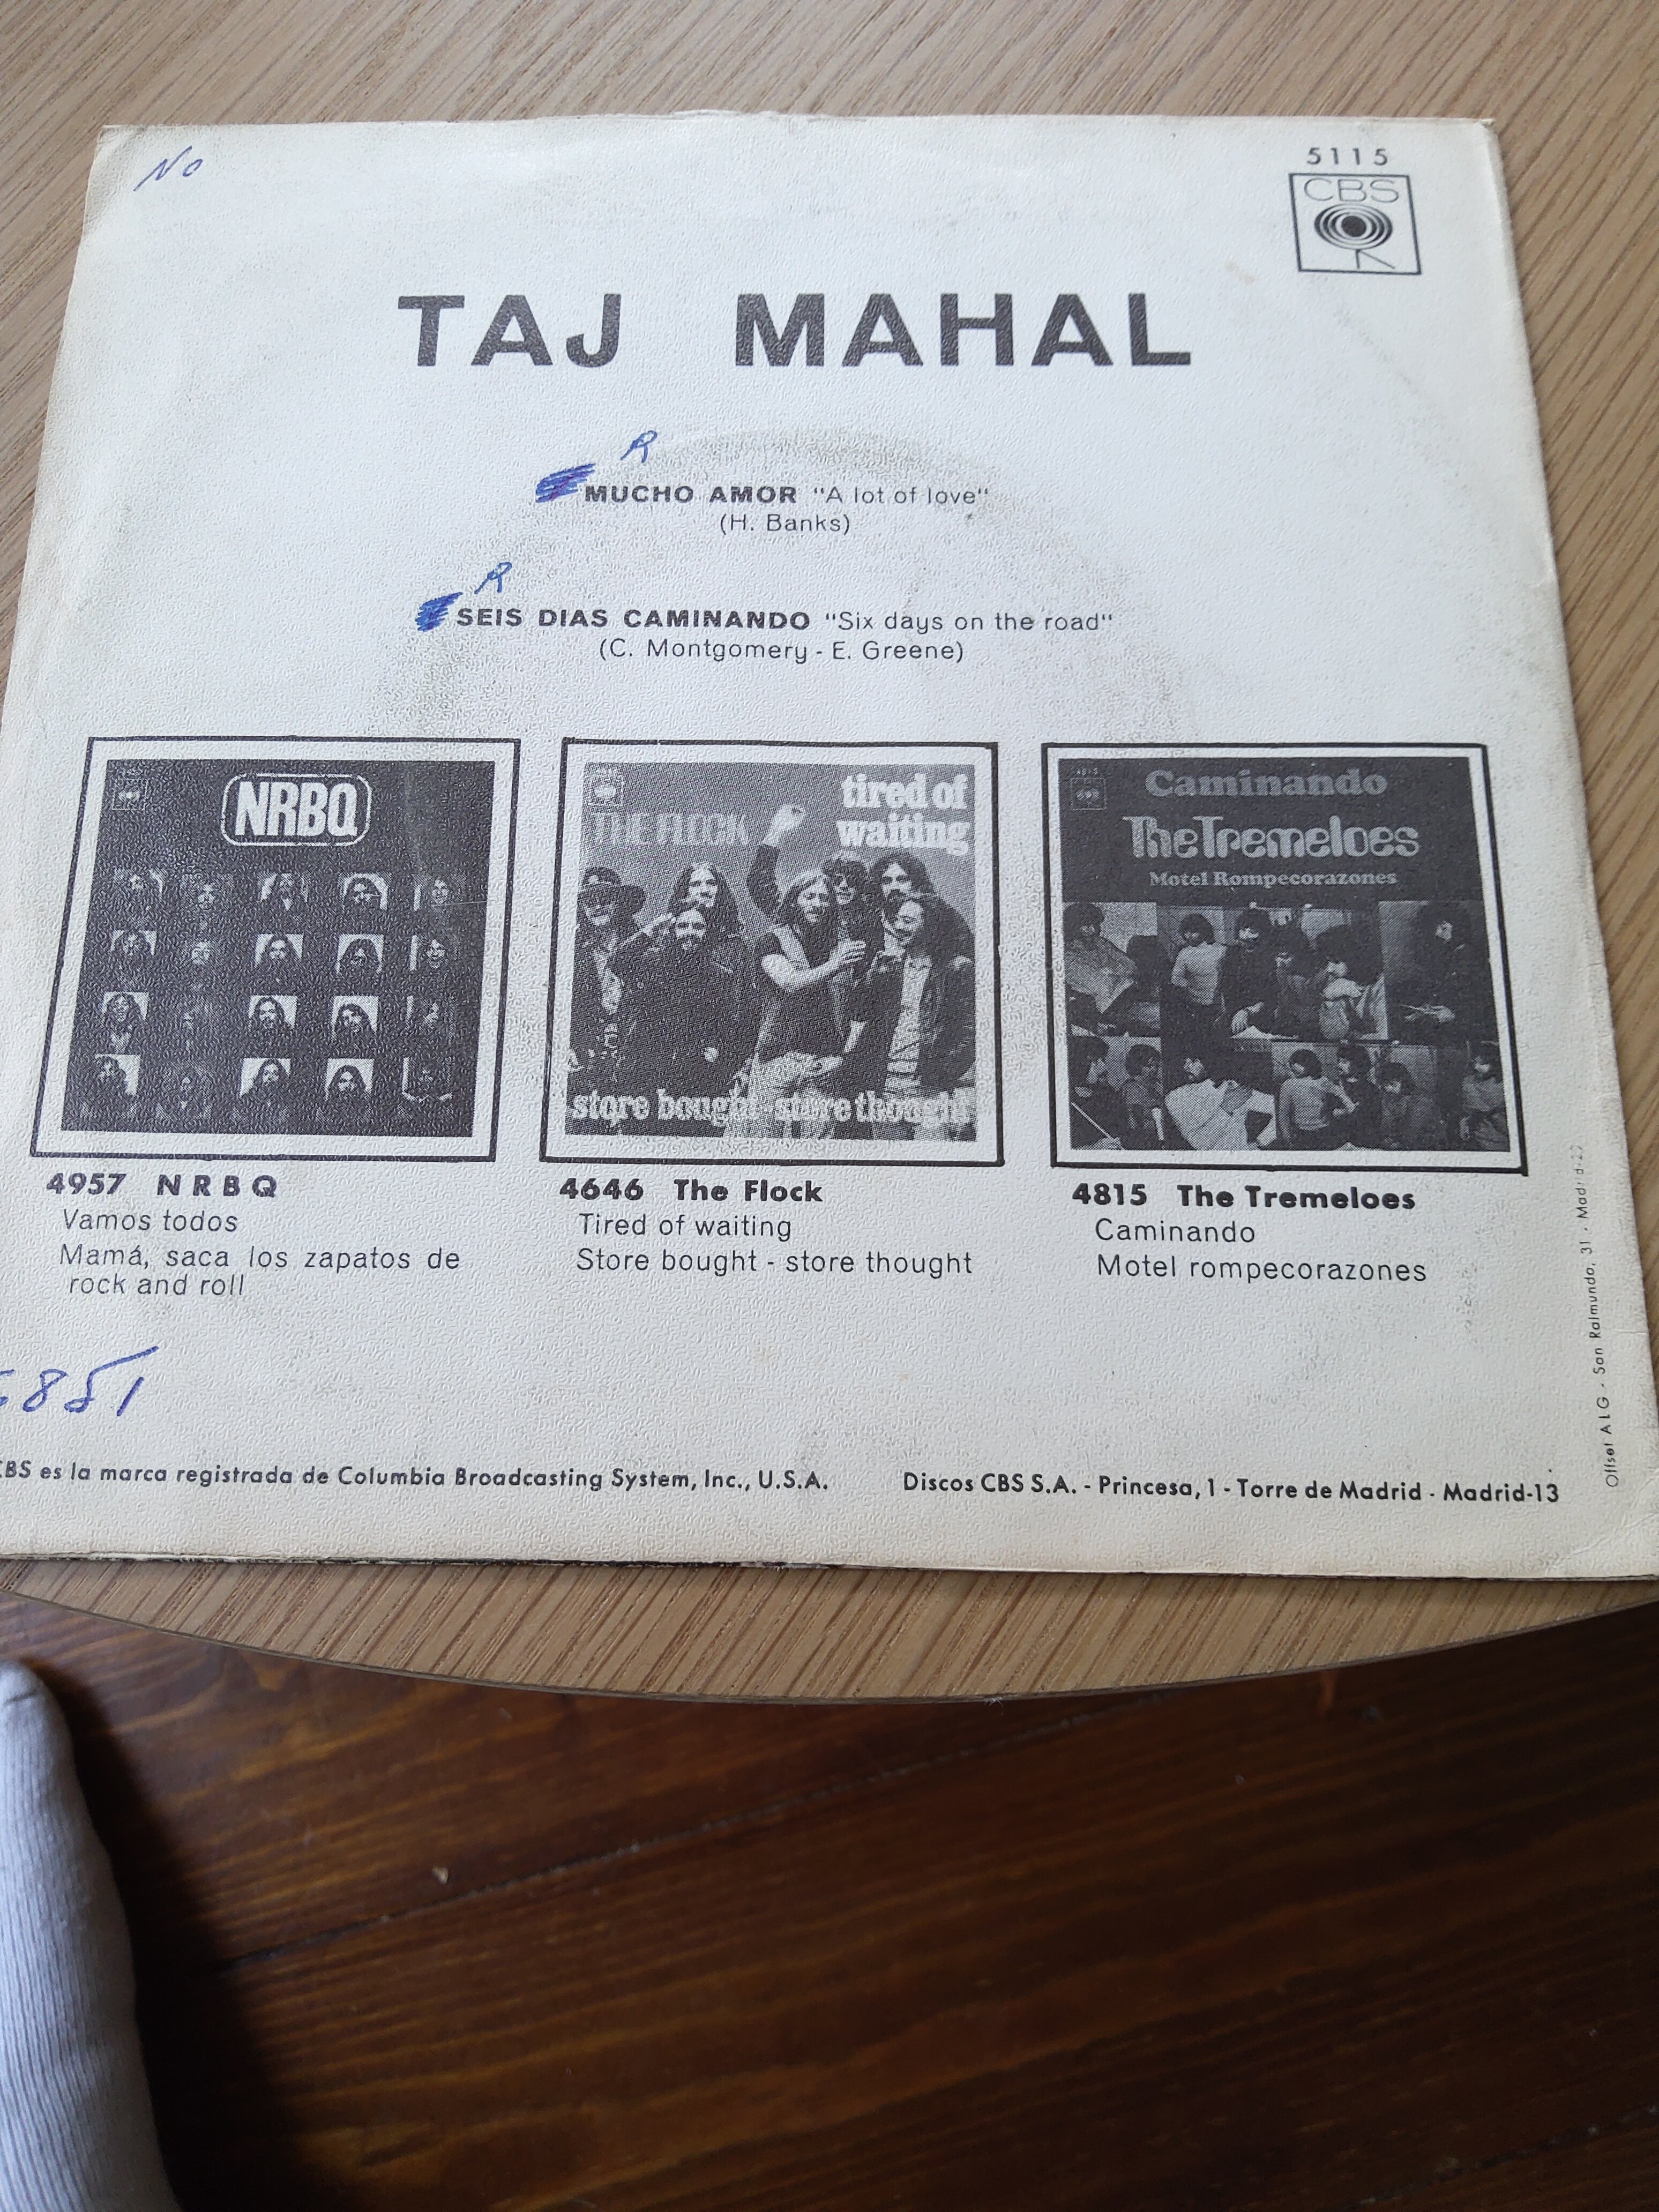 No
5115
CBS
TAJ MAHAL
R
MUCHO AMOR "A lot of love"
(H. Banks)
R
SEIS DIAS CAMINANDO "Six days on the road"
(C. Montgomery - E. Greene)
NRBQ
tired of
THE FLOCK
waiting
store bought-store thought
Caminando
The Tremeloes
Motel Rompecorazones
4957 NRBQ
Vamos todos
Mamá, saca los zapatos de
rock and roll
4646 The Flock
Tired of waiting
Store bought - store thought
4815 The Tremeloes
Caminando
Motel rompecorazones
851
CBS es la marca registrada de Columbia Broadcasting System, Inc., U.S.A.
Discos CBS S.A. - Princesa, 1 - Torre de Madrid - Madrid-13
Offset ALG - San Raimundo, 31 - Madrid-